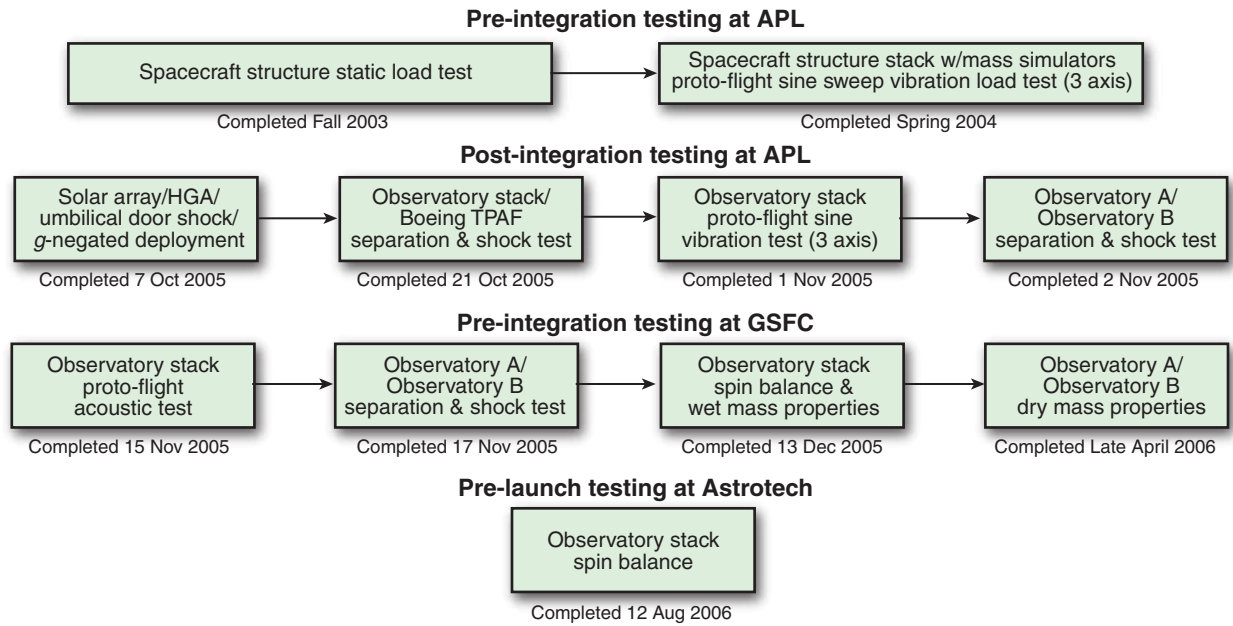 Pre-integration testing at APL
Spacecraft structure static load test
Spacecraft structure stack w/mass simulators
proto-flight sine sweep vibration load test (3 axis)
Completed Fall 2003
Completed Spring 2004
Post-integration testing at APL
Solar array/HGA/
umbilical door shock/
g-negated deployment
Observatory stack/
Boeing TPAF
separation & shock test
Observatory stack
proto-flight sine
vibration test (3 axis)
Observatory A/
Observatory B
separation & shock test
Completed 7 Oct 2005
Completed 21 Oct 2005
Completed 1 Nov 2005
Completed 2 Nov 2005
Pre-integration testing at GSFC
Observatory stack
proto-flight
acoustic test
Observatory A/
Observatory B
separation & shock test
Observatory stack
spin balance &
wet mass properties
Observatory A/
Observatory B
dry mass properties
Completed 15 Nov 2005
Completed 17 Nov 2005
Completed 13 Dec 2005
Completed Late April 2006
Pre-launch testing at Astrotech
Observatory stack
spin balance
Completed 12 Aug 2006